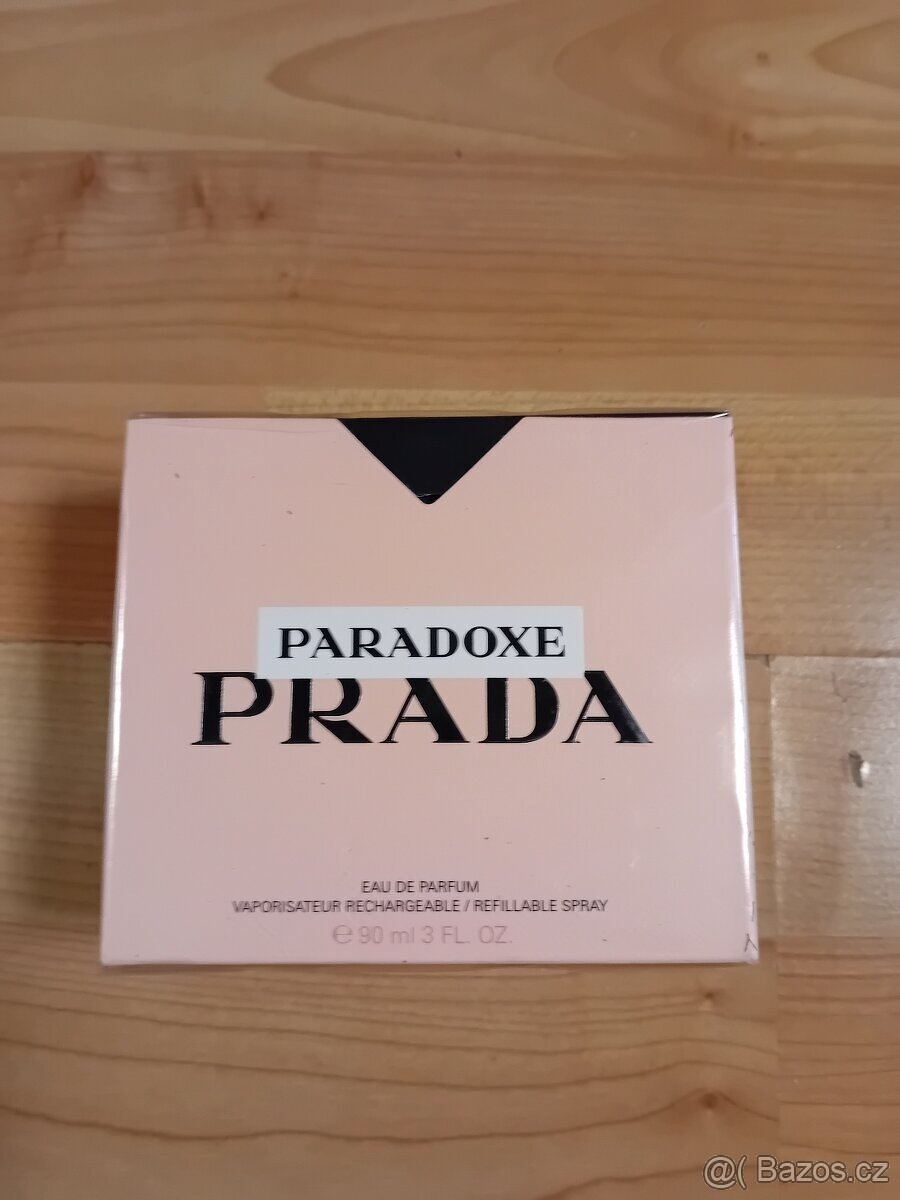 PARADOXE
PRADA
EAU DE PARFUM
VAPORISATEUR RECHARGEABLE / REFILLABLE SPRAY
℮ 90 ml 3 FL. OZ.
@( Bazos.cz